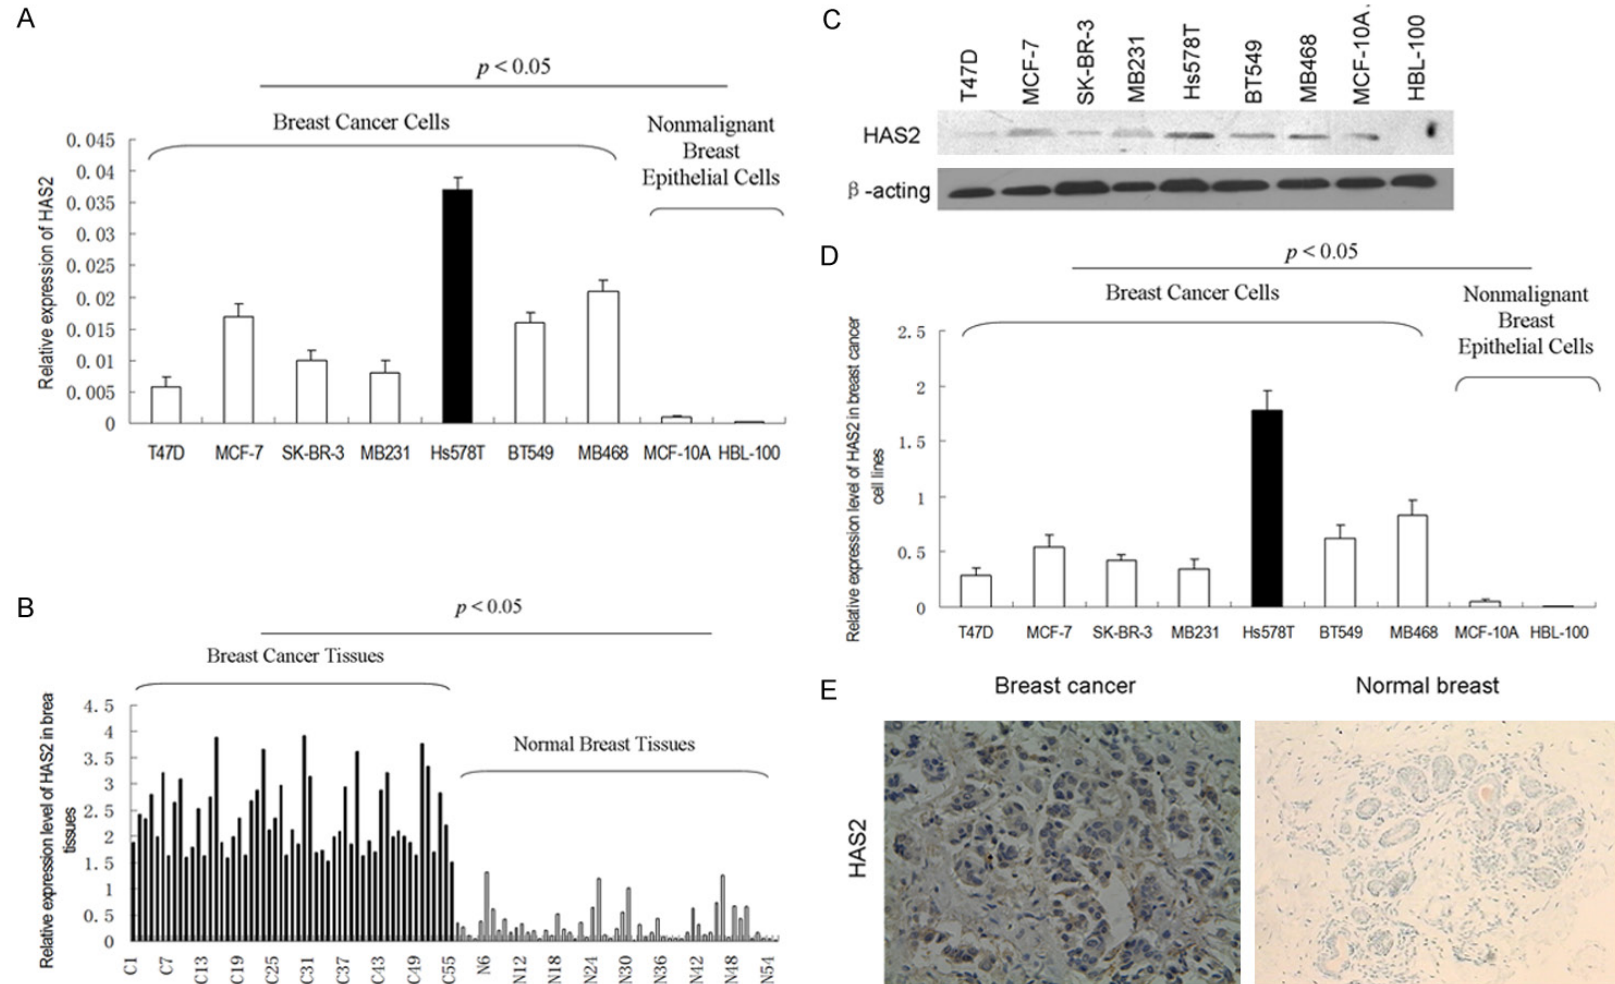 A
p < 0.05
Breast Cancer Cells
Nonmalignant
Breast
Epithelial Cells
Relative expression of HAS2
0.045
0.04
0.035
0.03
0.025
0.02
0.015
0.01
0.005
0
T47D MCF-7 SK-BR-3 MB231 Hs578T BT549 MB468 MCF-10A HBL-100
B
p < 0.05
Breast Cancer Tissues
Normal Breast Tissues
Relative expression level of HAS2 in brea
tissues
4.5
4
3.5
3
2.5
2
1.5
1
0.5
0
C1 C7 C13 C19 C25 C31 C37 C43 C49 C55 N6 N12 N18 N24 N30 N36 N42 N48 N54
C
T47D MCF-7 SK-BR-3 MB231 Hs578T BT549 MB468 MCF-10A. HBL-100
HAS2
β-acting
D
p < 0.05
Breast Cancer Cells
Nonmalignant
Breast
Epithelial Cells
Relative expression level of HAS2 in breast cancer
cell lines
2.5
2
1.5
1
0.5
0
T47D MCF-7 SK-BR-3 MB231 Hs578T BT549 MB468 MCF-10A HBL-100
E
Breast cancer Normal breast
HAS2